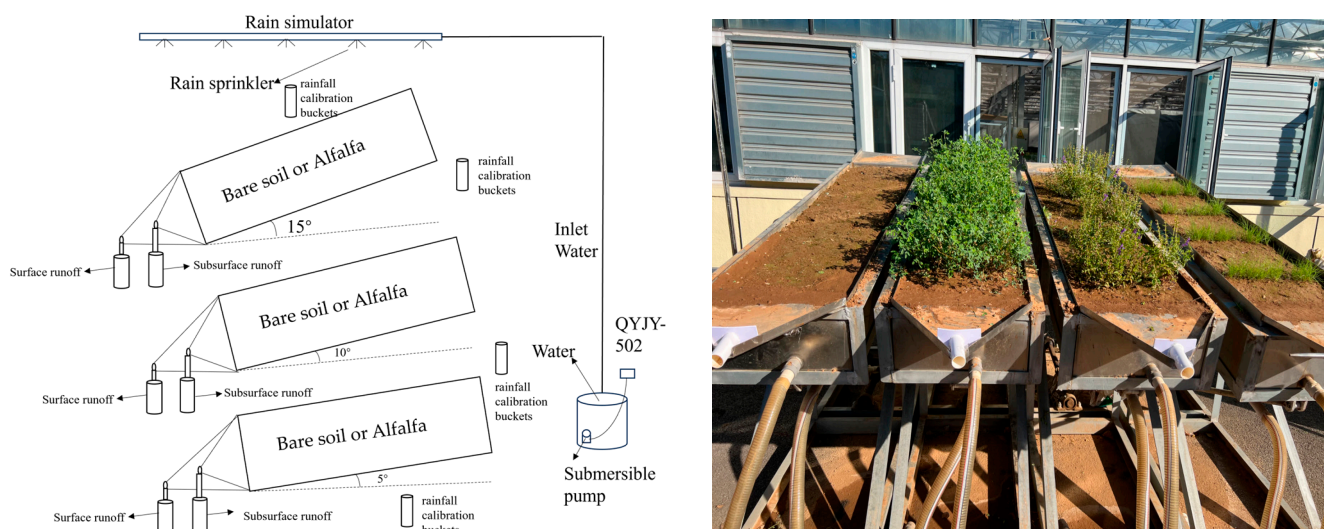 Rain simulator
Rain sprinkler
rainfall
calibration
buckets
Bare soil or Alfalfa
rainfall
calibration
buckets
15°
Surface runoff
Subsurface runoff
Inlet
Water
Bare soil or Alfalfa
10°
Surface runoff
Subsurface runoff
rainfall
calibration
buckets
QYJY-
502
Water
Bare soil or Alfalfa
5°
Submersible
pump
Surface runoff
Subsurface runoff
rainfall
calibration
buckets